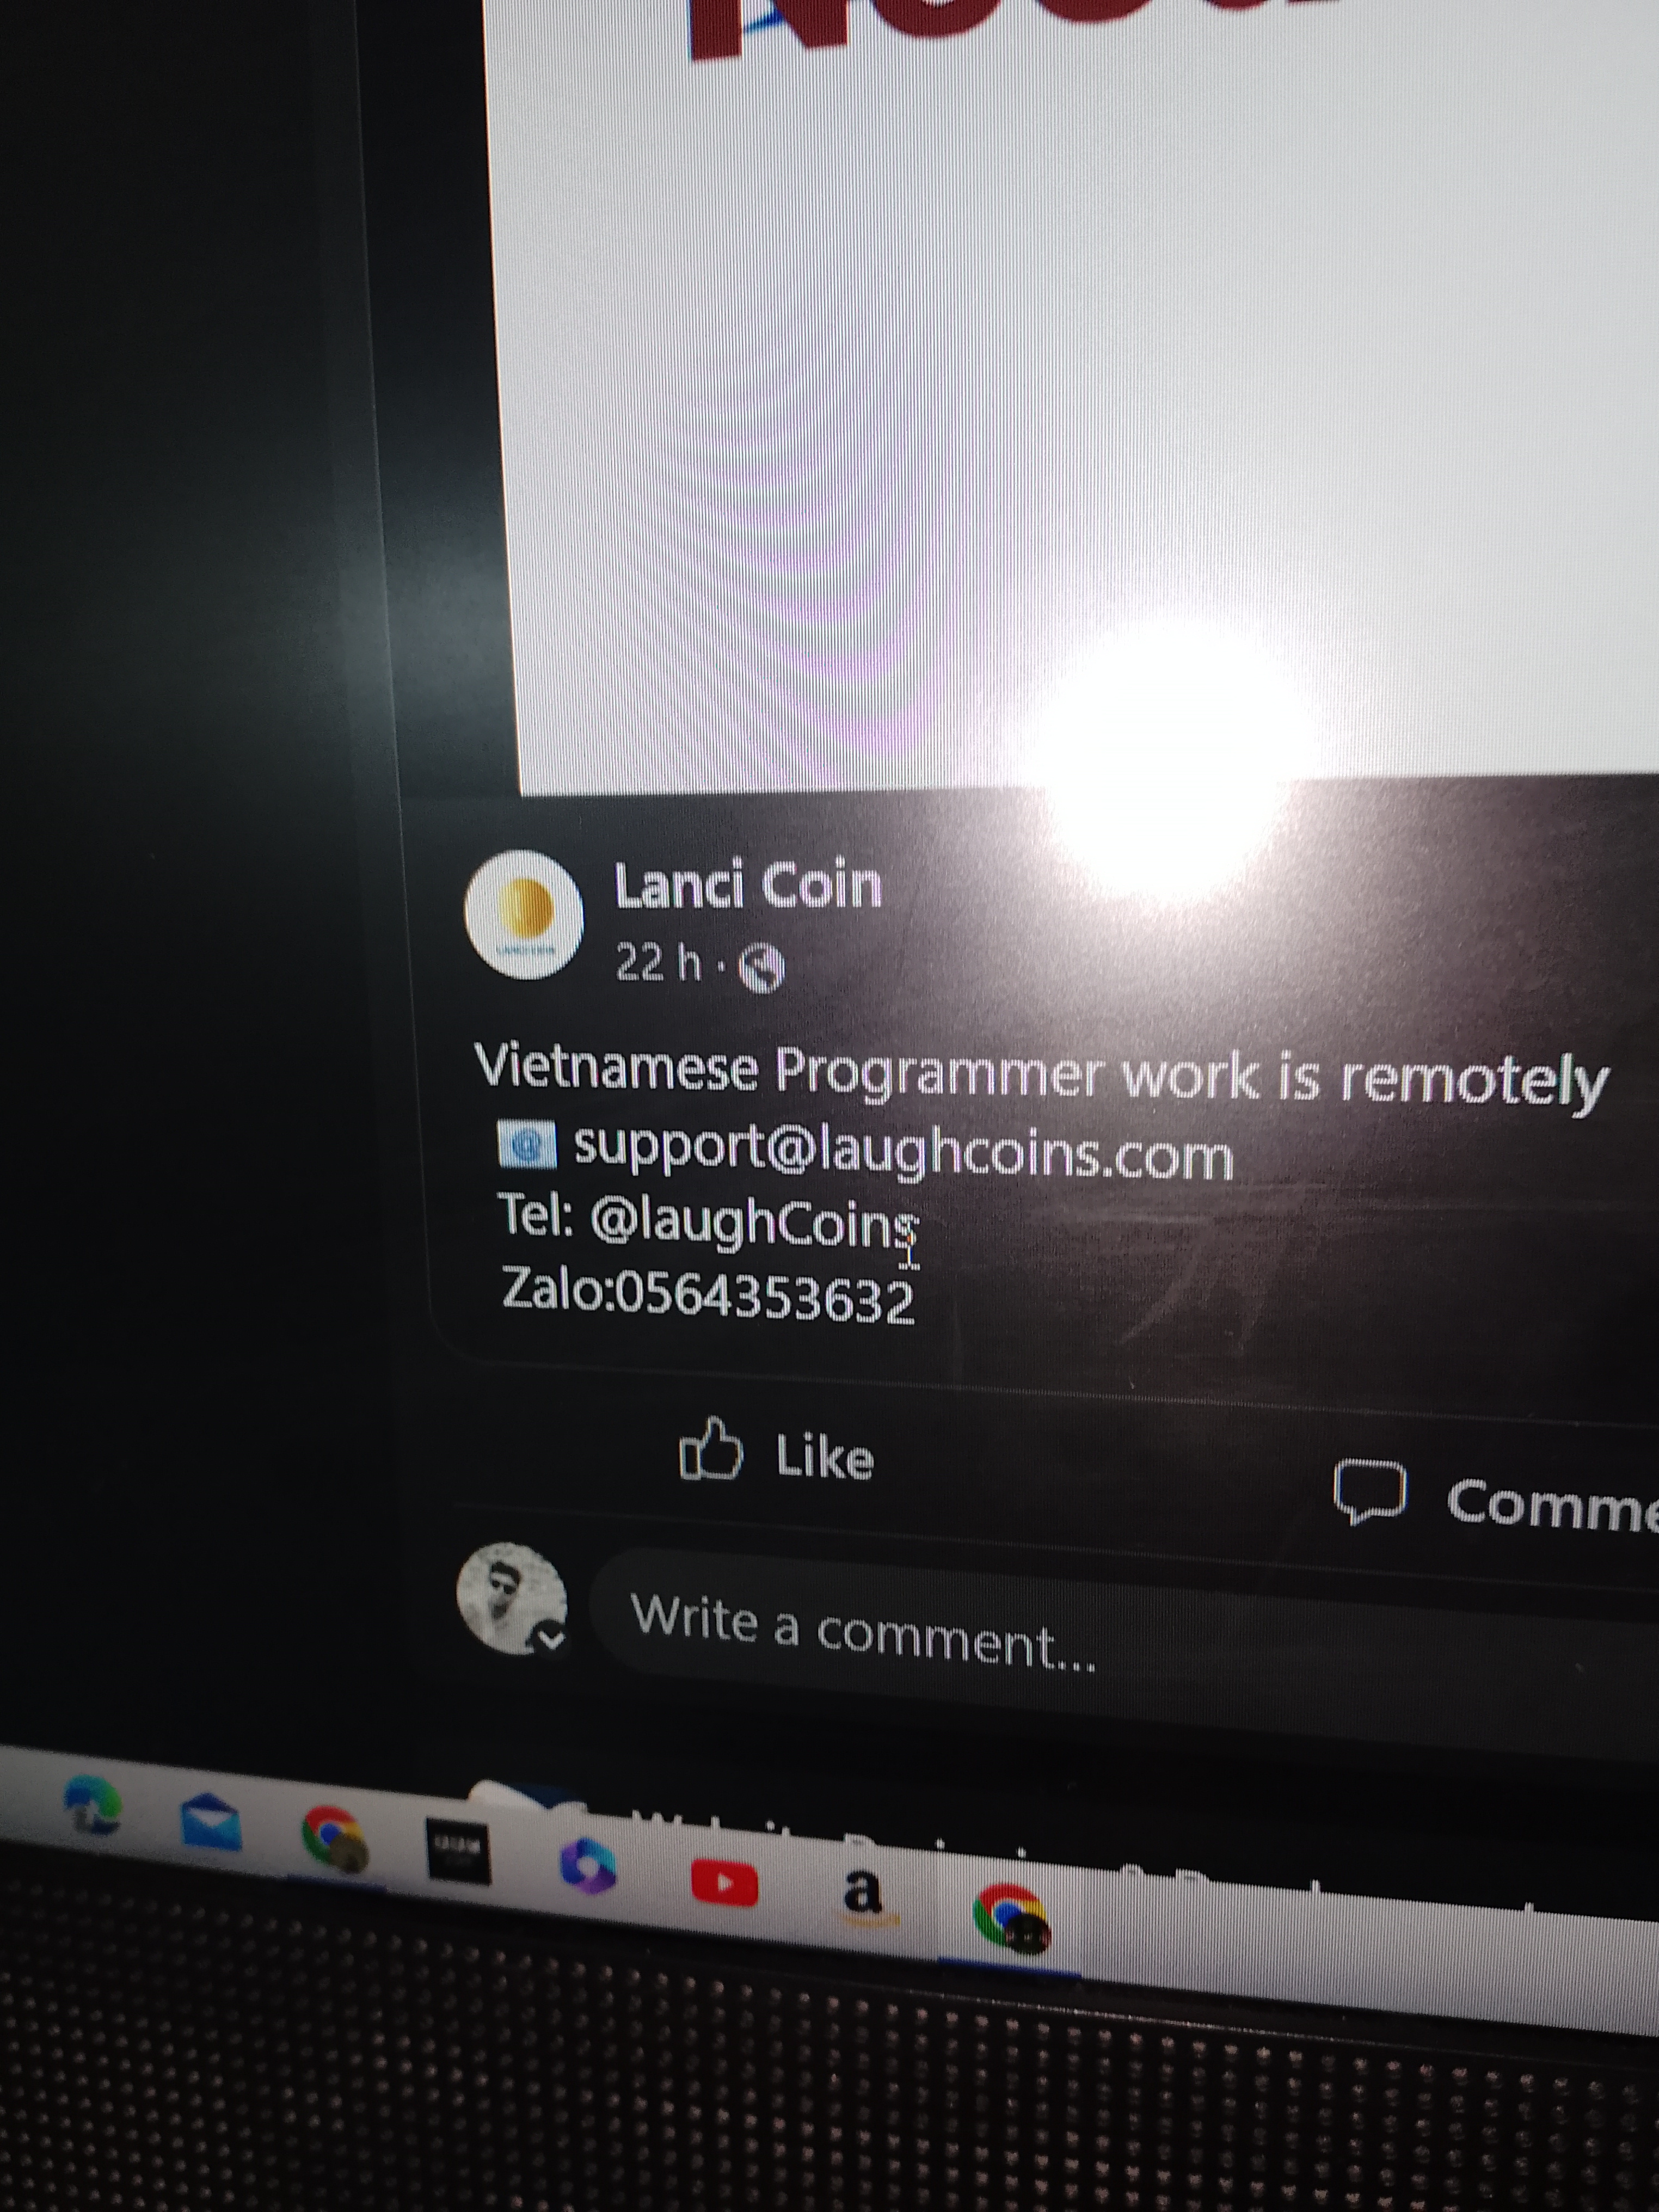 Lanci Coin
22 h ·
Vietnamese Programmer work is remotely
support@laughcoins.com
Tel: @laughCoins
Zalo:0564353632
Like
Comme
Write a comment...
a